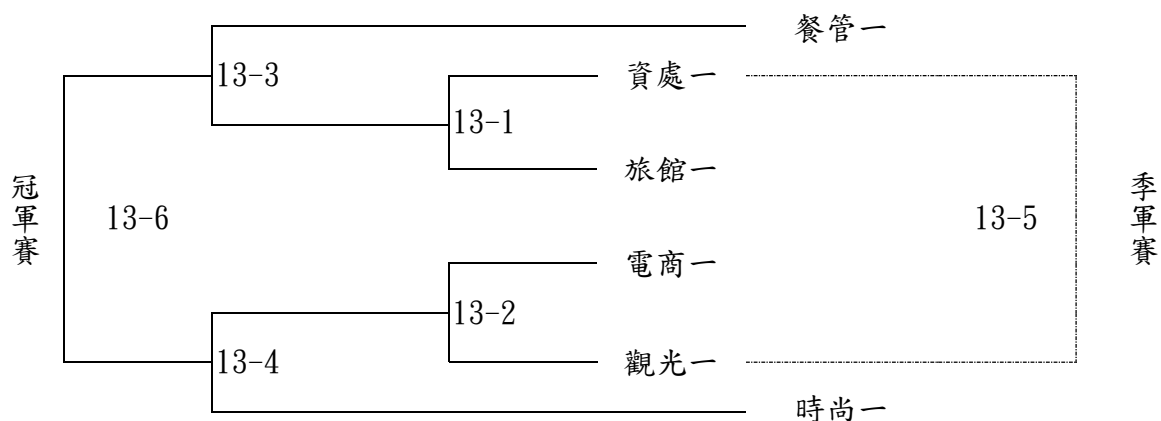 餐管一
13-3
資處一
13-1
旅館一
冠軍賽
13-6
13-5
季軍賽
電商一
13-2
觀光一
13-4
時尚一